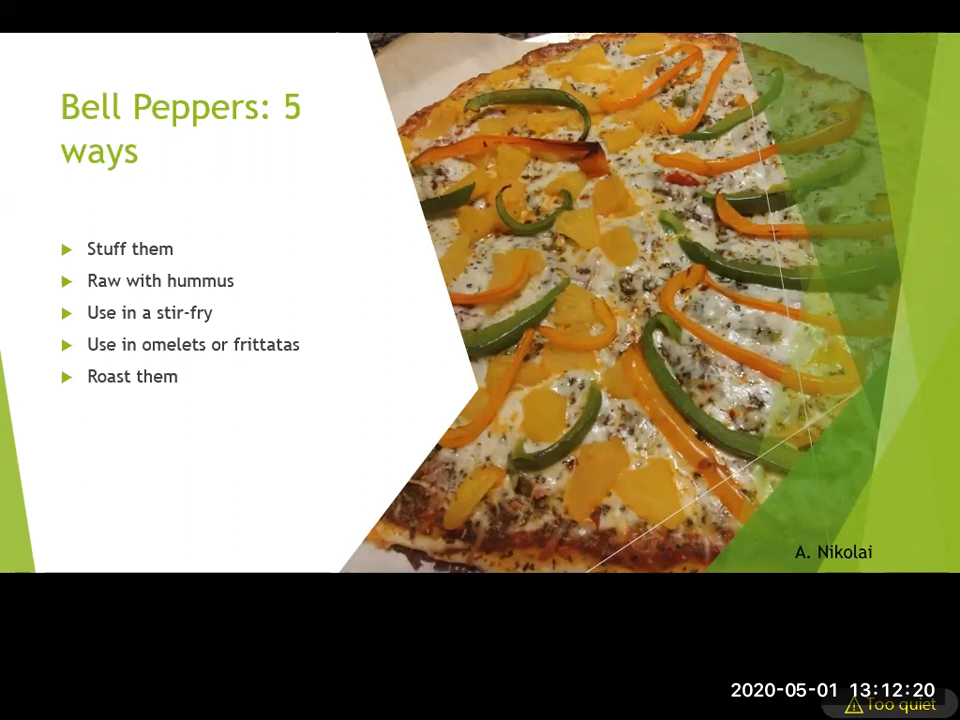 Bell Peppers: 5
ways
Stuff them
Raw with hummus
Use in a stir-fry
Use in omelets or frittatas
Roast them
A. Nikolai
2020-05-01 13:12:20
Too quiet